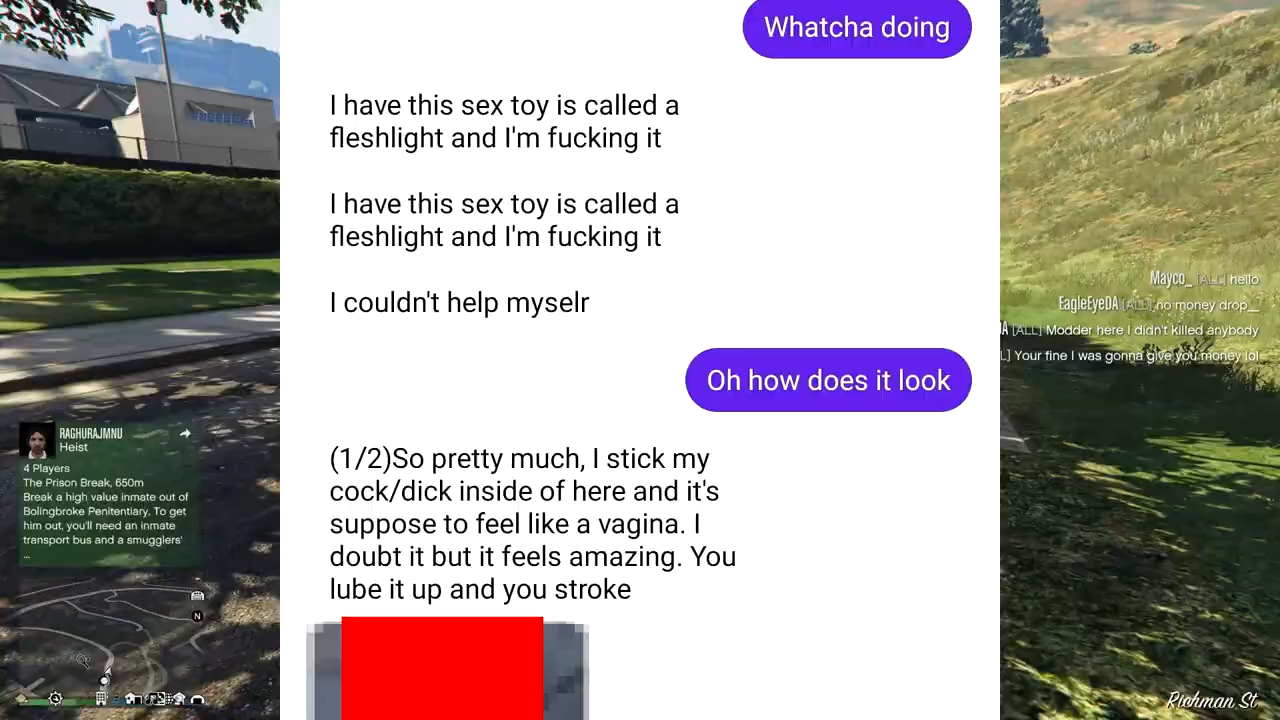 Whatcha doing
I have this sex toy is called a
fleshlight and I'm fucking it
I have this sex toy is called a
fleshlight and I'm fucking it
I couldn't help myselr
Oh how does it look
(1/2)So pretty much, I stick my
cock/dick inside of here and it's
suppose to feel like a vagina. I
doubt it but it feels amazing. You
lube it up and you stroke
Mayco_ [ALL] hello
EagleEyeDA [ALL] no money drop__
[ALL] Modder here I didn't killed anybody
Your fine I was gonna give you money lol
RAGHURAJMNU
Heist
4 Players
The Prison Break, 650m
Break a high value inmate out of
Bolingbroke Penitentiary. To get
him out, you'll need an inmate
transport bus and a smugglers'
...
N
Richman St